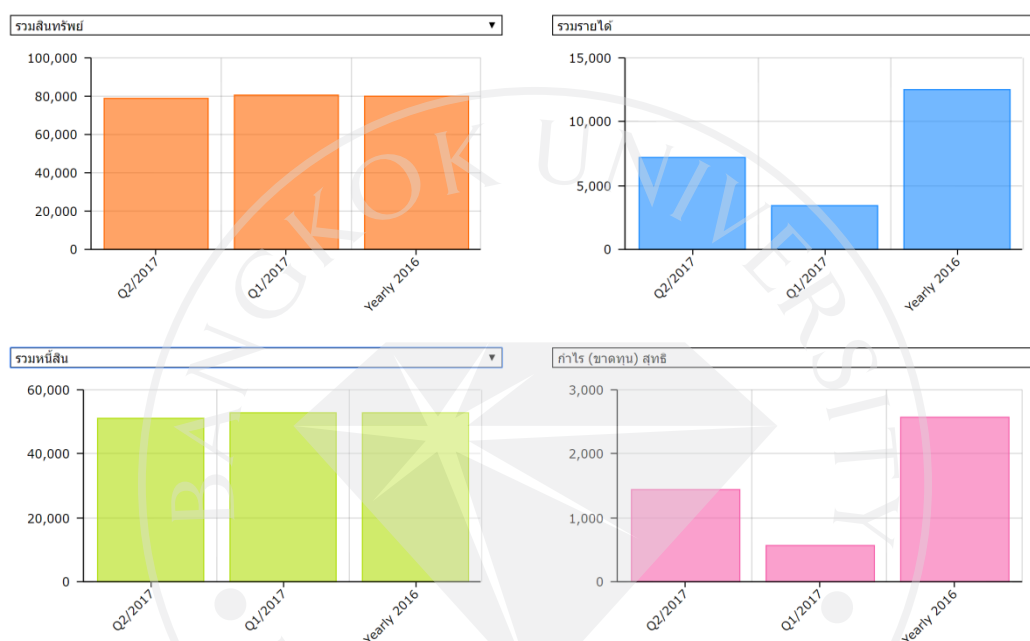 รวมสินทรัพย์
100,000
80,000
60,000
40,000
20,000
0
Q2/2017
Q1/2017
Yearly 2016
รวมรายได้
15,000
10,000
5,000
0
Q2/2017
Q1/2017
Yearly 2016
รวมหนี้สิน
60,000
40,000
20,000
0
Q2/2017
Q1/2017
Yearly 2016
กำไร (ขาดทุน) สุทธิ
3,000
2,000
1,000
0
Q2/2017
Q1/2017
Yearly 2016
BANGKOK UNIVERSITY